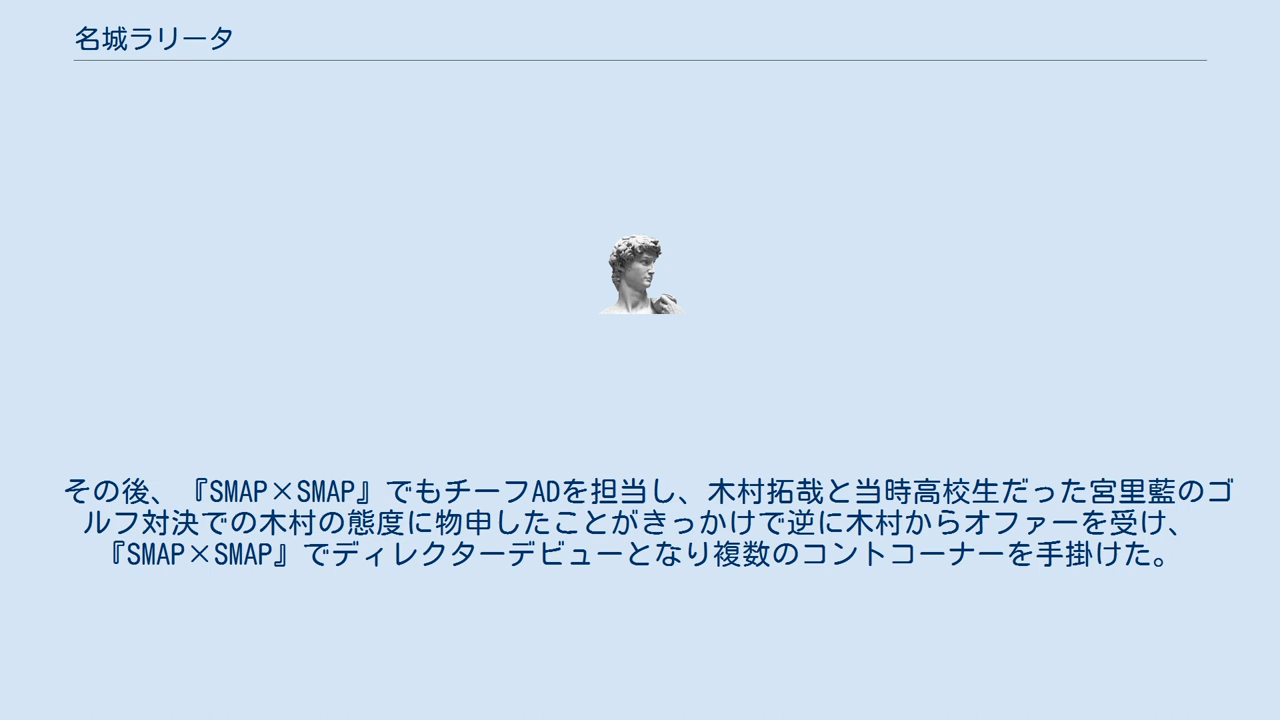 名城ラリータ
その後、『SMAP×SMAP』でもチーフADを担当し、木村拓哉と当時高校生だった宮里藍のゴ
ルフ対決での木村の態度に物申したことがきっかけで逆に木村からオファーを受け、
『SMAP×SMAP』でディレクターデビューとなり複数のコントコーナーを手掛けた。